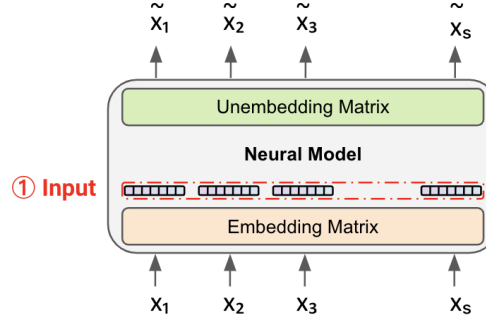 x̃₁ x̃₂ x̃₃ x̃ₛ
Unembedding Matrix
Neural Model
① Input
Embedding Matrix
x₁ x₂ x₃ xₛ